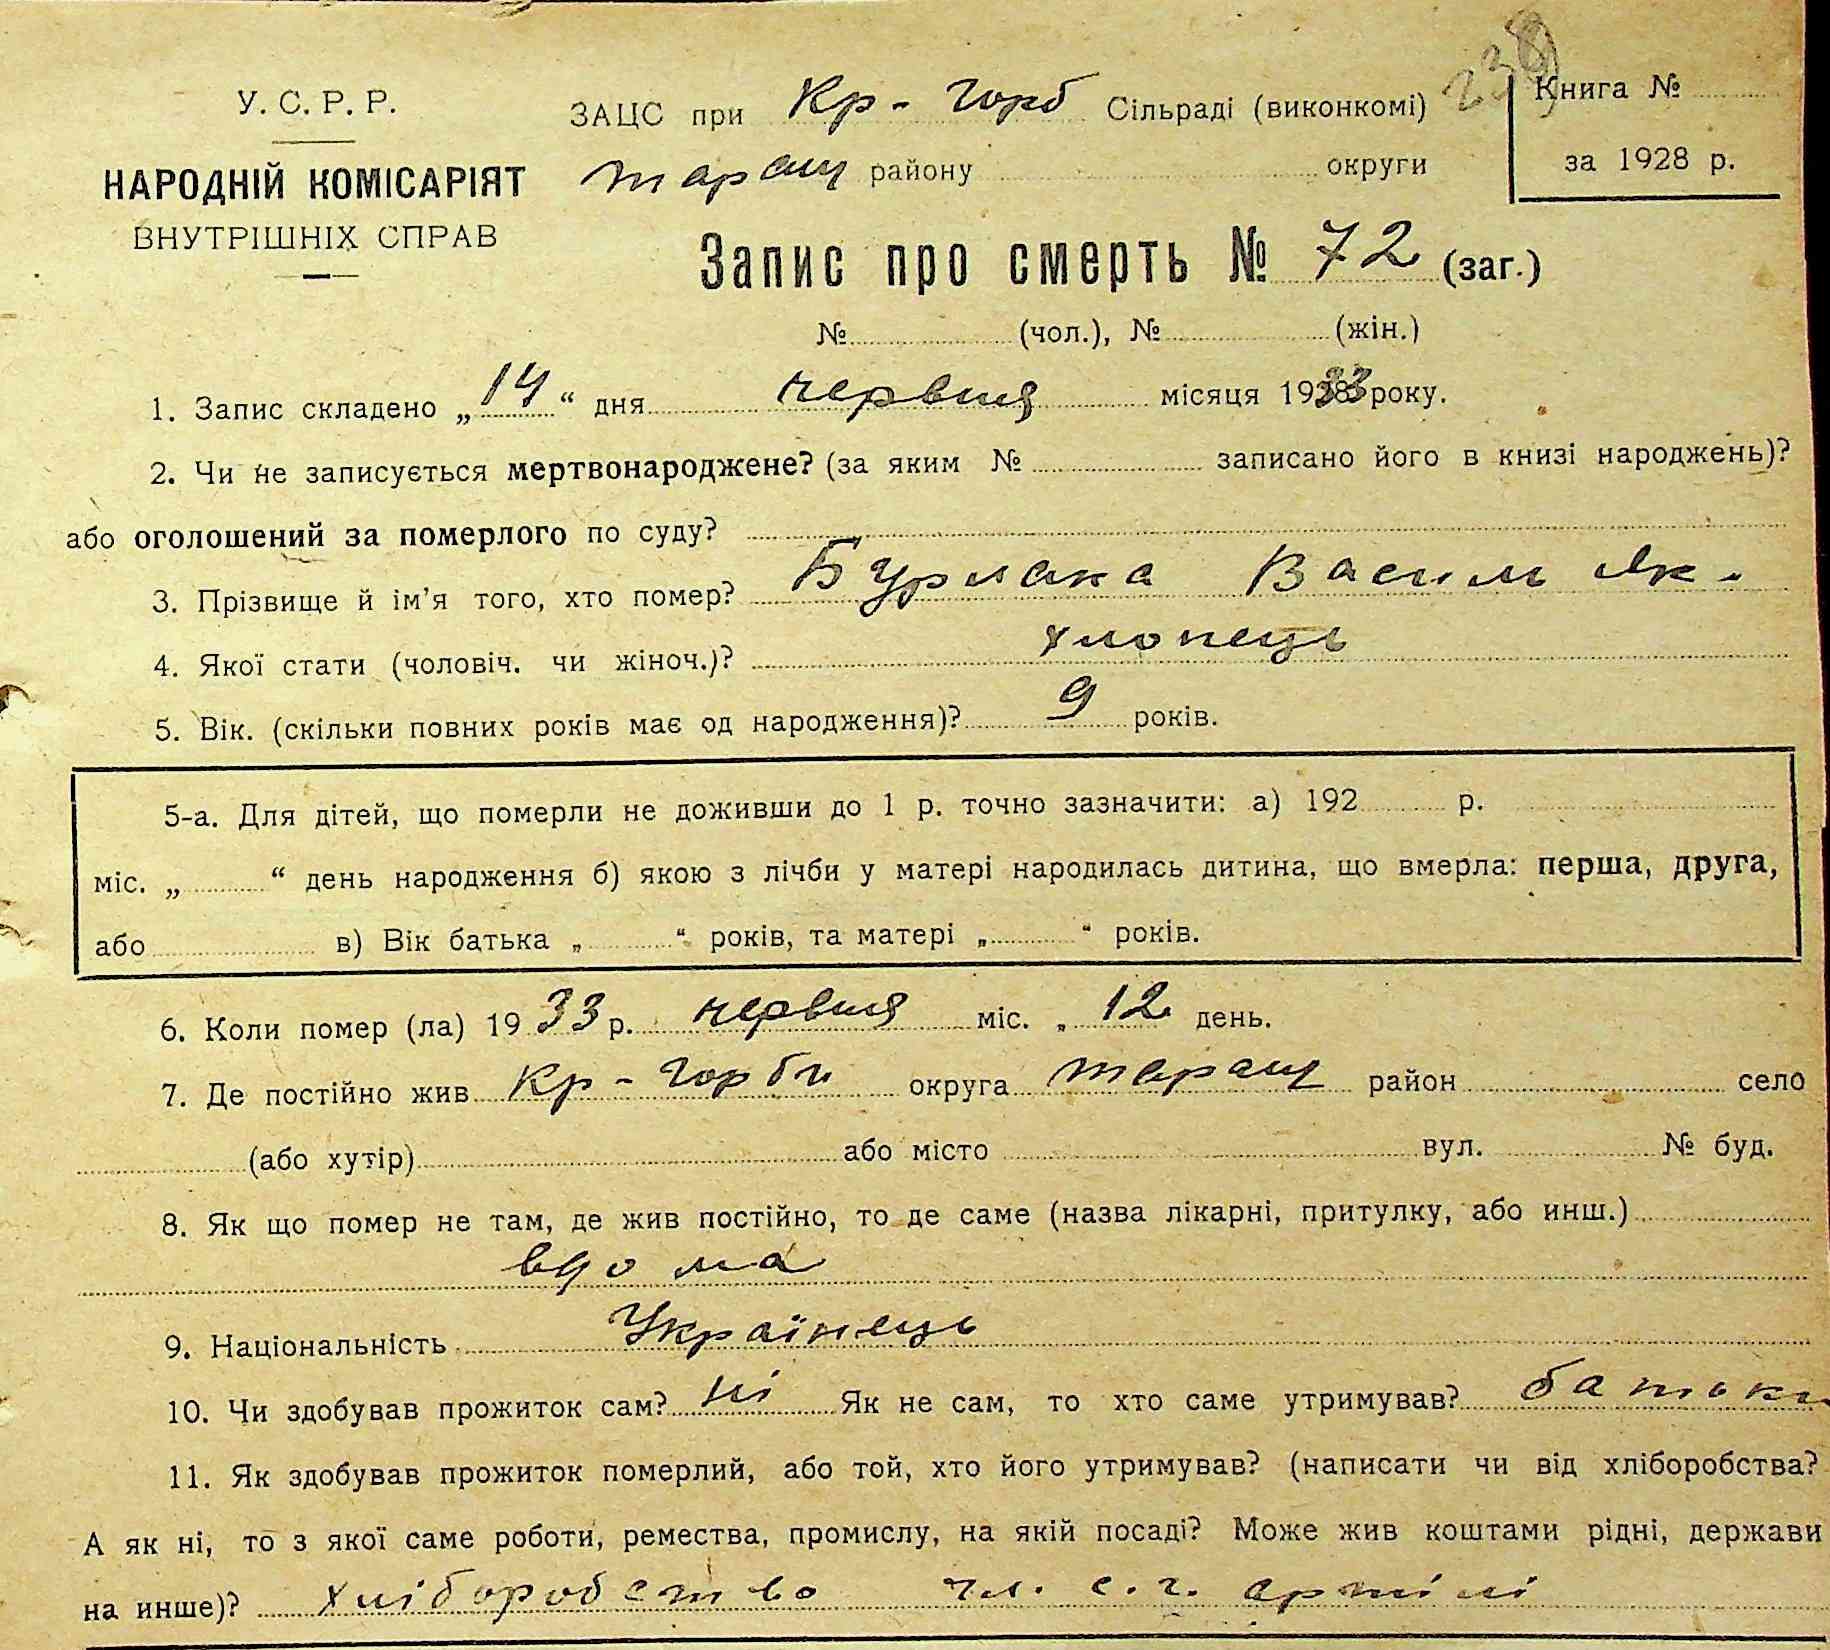 238
У. С. Р. Р.
НАРОДНІЙ КОМІСАРІЯТ
ВНУТРІШНІХ СПРАВ
ЗАЦС при Кр - Горб Сільраді (виконкомі)
Таращ району округи
Книга №
за 1928 р.
Запис про смерть № 72 (заг.)
№ (чол.), № (жін.)
1. Запис складено „14“ дня червня місяця 1933 року.
2. Чи не записується мертвонароджене? (за яким № записано його в книзі народжень)?
або оголошений за померлого по суду?
3. Прізвище й ім’я того, хто помер? Бурлака Василь Як.
4. Якої стати (чоловіч. чи жіноч.)? хлопець
5. Вік. (скільки повних років має од народження)? 9 років.
5-а. Для дітей, що померли не доживши до 1 р. точно зазначити: а) 192 р.
міс. „ “ день народження б) якою з лічби у матері народилась дитина, що вмерла: перша, друга,
або в) Вік батька „ “ років, та матері „ “ років.
6. Коли помер (ла) 1933 р. червня міс. „ 12 день.
7. Де постійно жив Кр - Горби округа Таращ район село
(або хутір) або місто вул. № буд.
8. Як що помер не там, де жив постійно, то де саме (назва лікарні, притулку, або инш.)
вдома
9. Національність Українець
10. Чи здобував прожиток сам? ні Як не сам, то хто саме утримував? батьки
11. Як здобував прожиток померлий, або той, хто його утримував? (написати чи від хліборобства?
А як ні, то з якої саме роботи, ремества, промислу, на якій посаді? Може жив коштами рідні, держави
на инше)? хліборобство чл. с. г. артілі